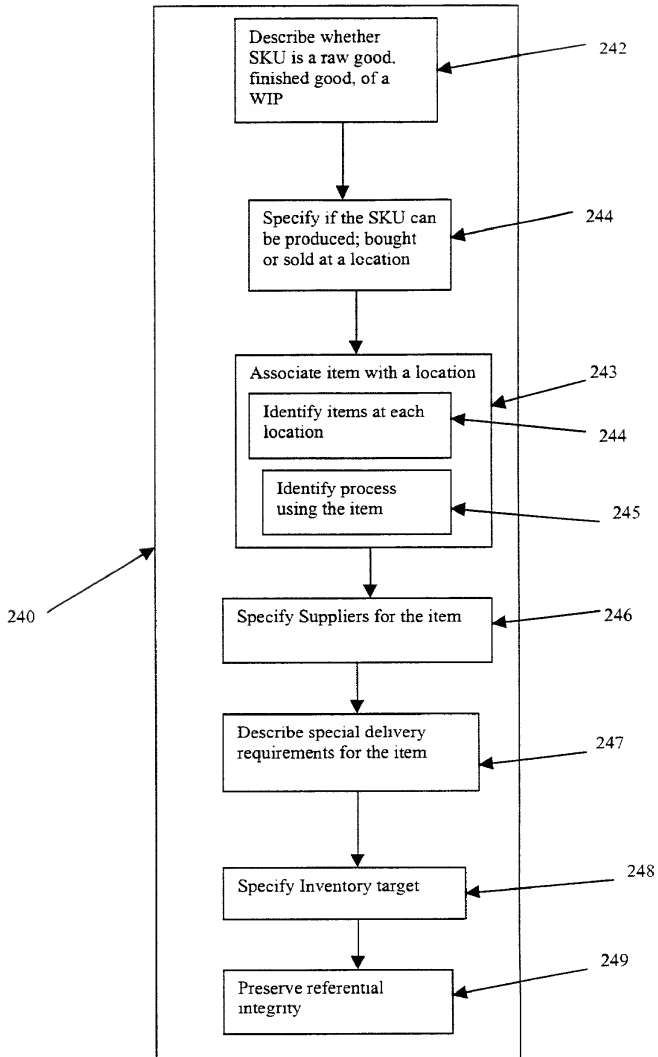 Describe whether
SKU is a raw good,
finished good, of a
WIP
242
Specify if the SKU can
be produced; bought
or sold at a location
244
Associate item with a location
243
Identify items at each
location
244
Identify process
using the item
245
240
Specify Suppliers for the item
246
Describe special delivery
requirements for the item
247
Specify Inventory target
248
Preserve referential
integrity
249